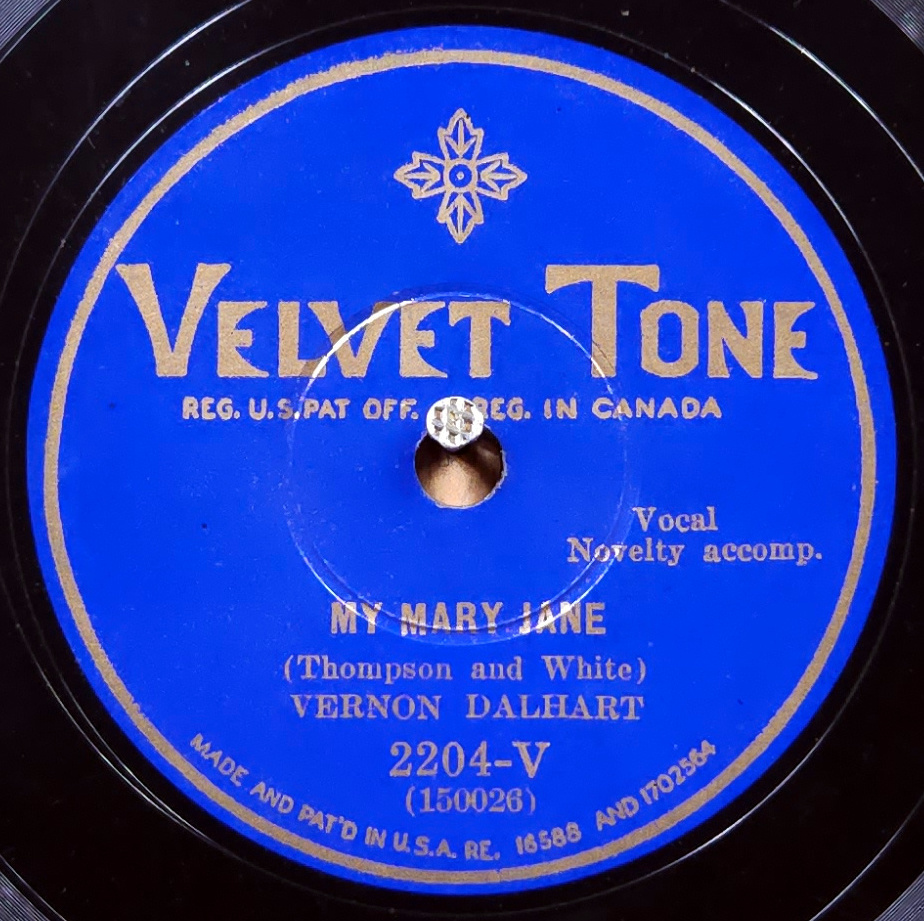 VELVET TONE
REG. U.S.PAT OFF. REG. IN CANADA
Vocal
Novelty accomp.
MY MARY JANE
(Thompson and White)
VERNON DALHART
2204-V
(150026)
MADE AND PAT'D IN U.S.A. RE. 16588 AND 1702564